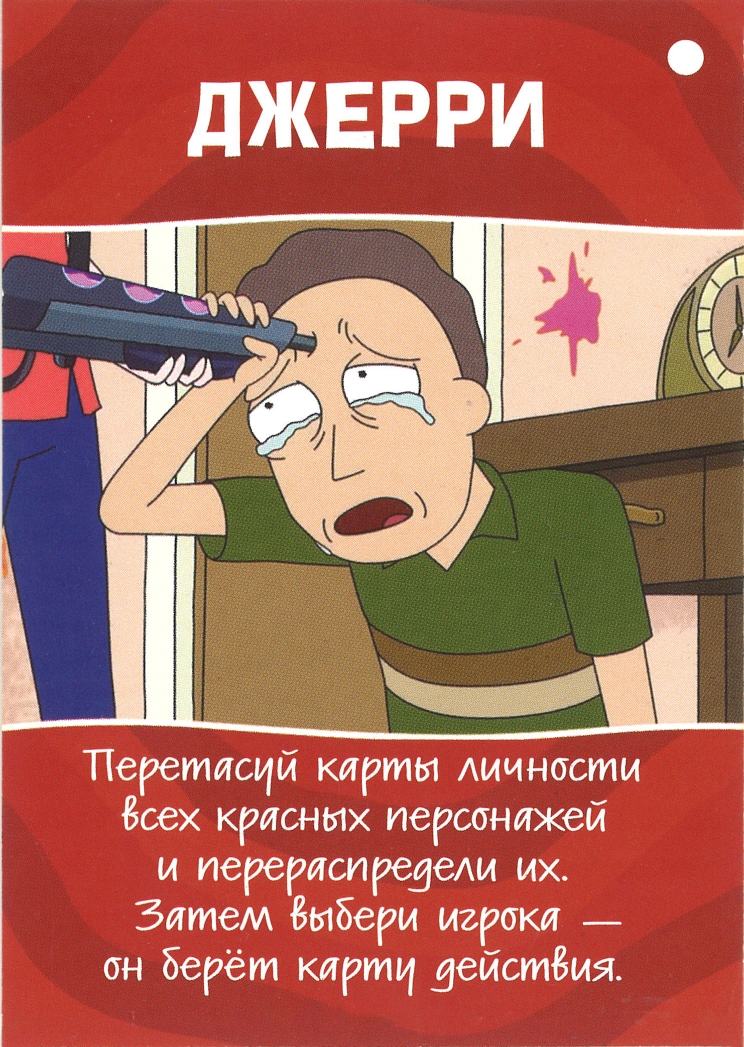 ДЖЕРРИ
Перетасуй карты личности
всех красных персонажей
и перераспредели их.
Затем выбери игрока —
он берёт карту действия.